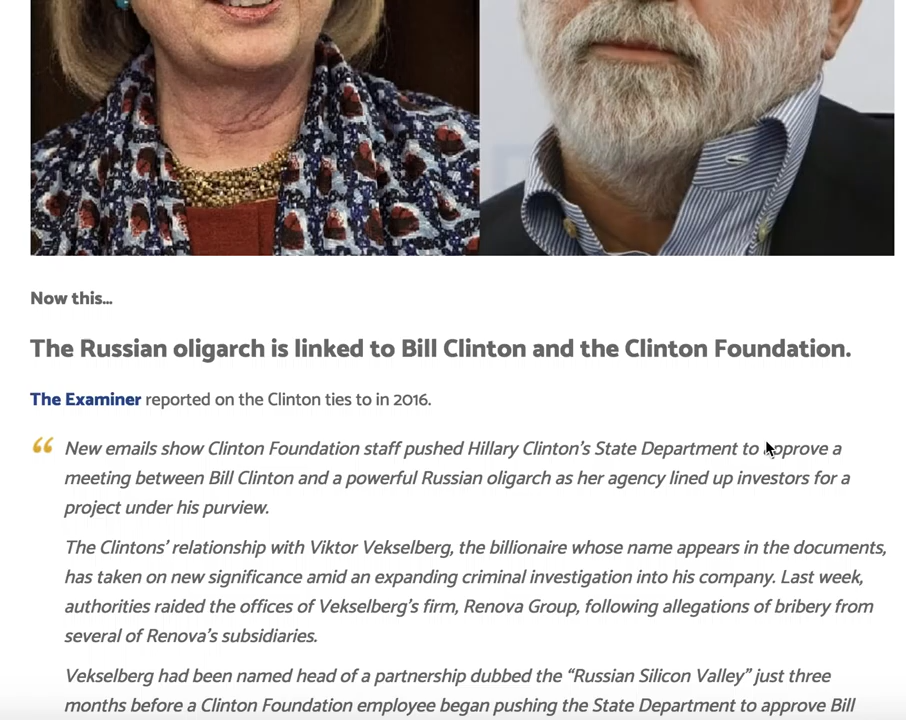 Now this...
The Russian oligarch is linked to Bill Clinton and the Clinton Foundation.
The Examiner reported on the Clinton ties to in 2016.
“ New emails show Clinton Foundation staff pushed Hillary Clinton’s State Department to approve a
meeting between Bill Clinton and a powerful Russian oligarch as her agency lined up investors for a
project under his purview.
The Clintons’ relationship with Viktor Vekselberg, the billionaire whose name appears in the documents,
has taken on new significance amid an expanding criminal investigation into his company. Last week,
authorities raided the offices of Vekselberg’s firm, Renova Group, following allegations of bribery from
several of Renova’s subsidiaries.
Vekselberg had been named head of a partnership dubbed the “Russian Silicon Valley” just three
months before a Clinton Foundation employee began pushing the State Department to approve Bill